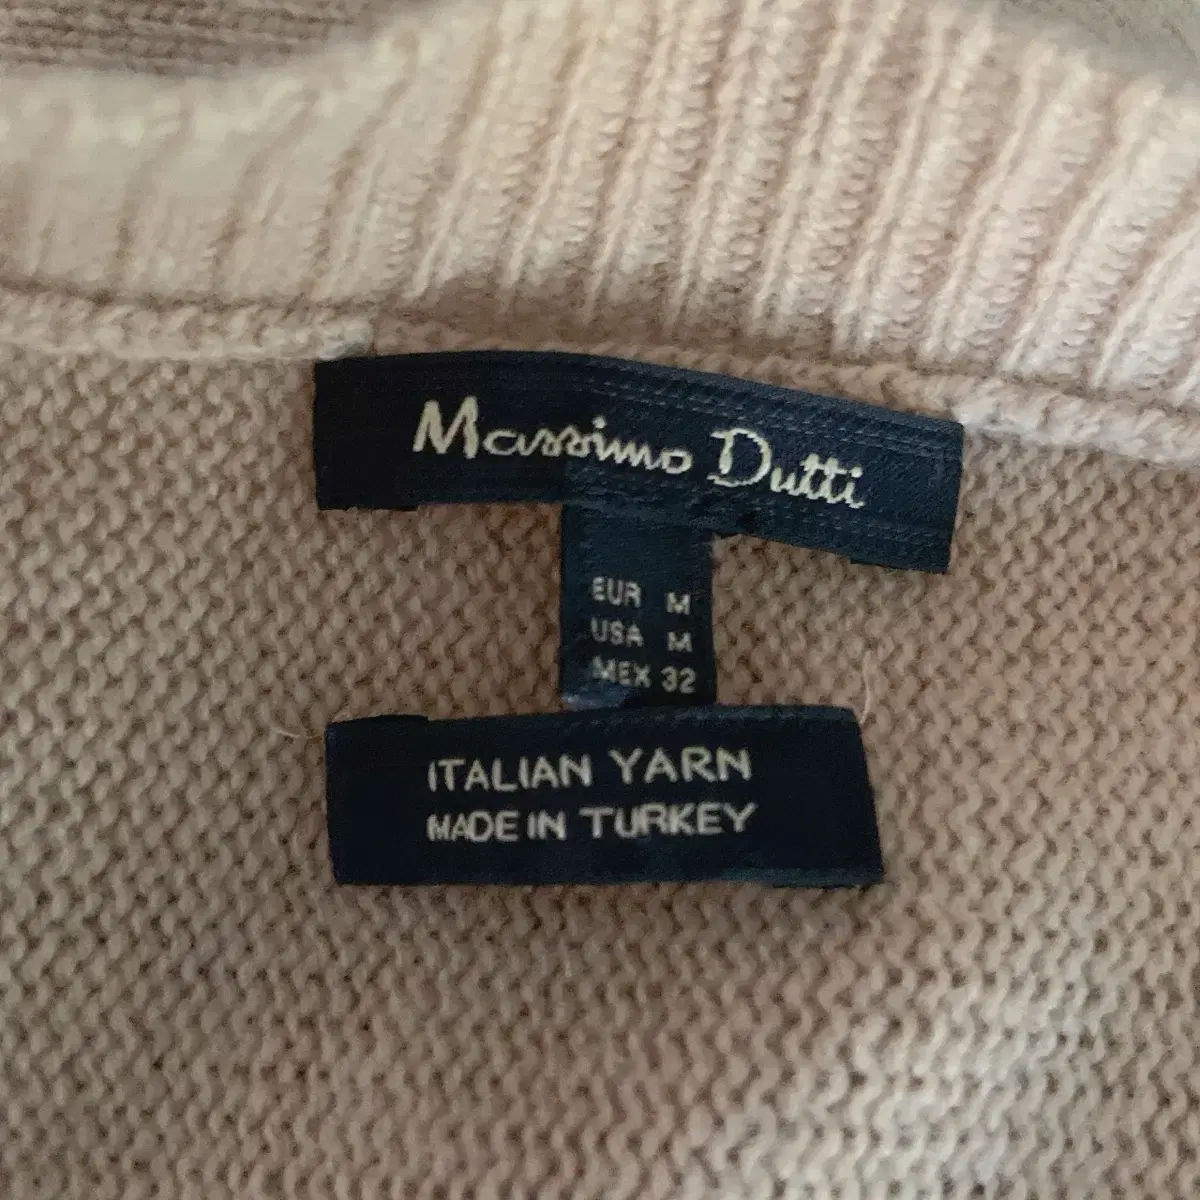 Massimo Dutti
EUR M
USA M
MEX 32
ITALIAN YARN
MADE IN TURKEY